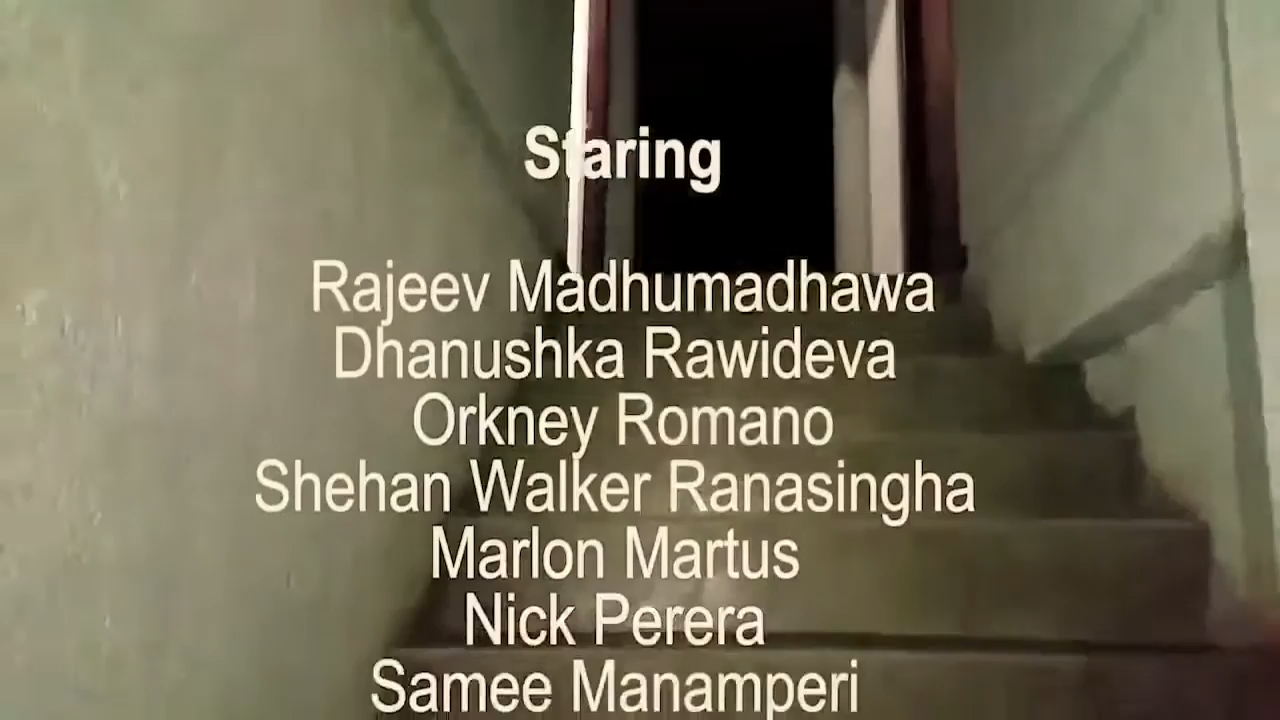 Staring
Rajeev Madhumadhawa
Dhanushka Rawideva
Orkney Romano
Shehan Walker Ranasingha
Marlon Martus
Nick Perera
Samee Manamperi